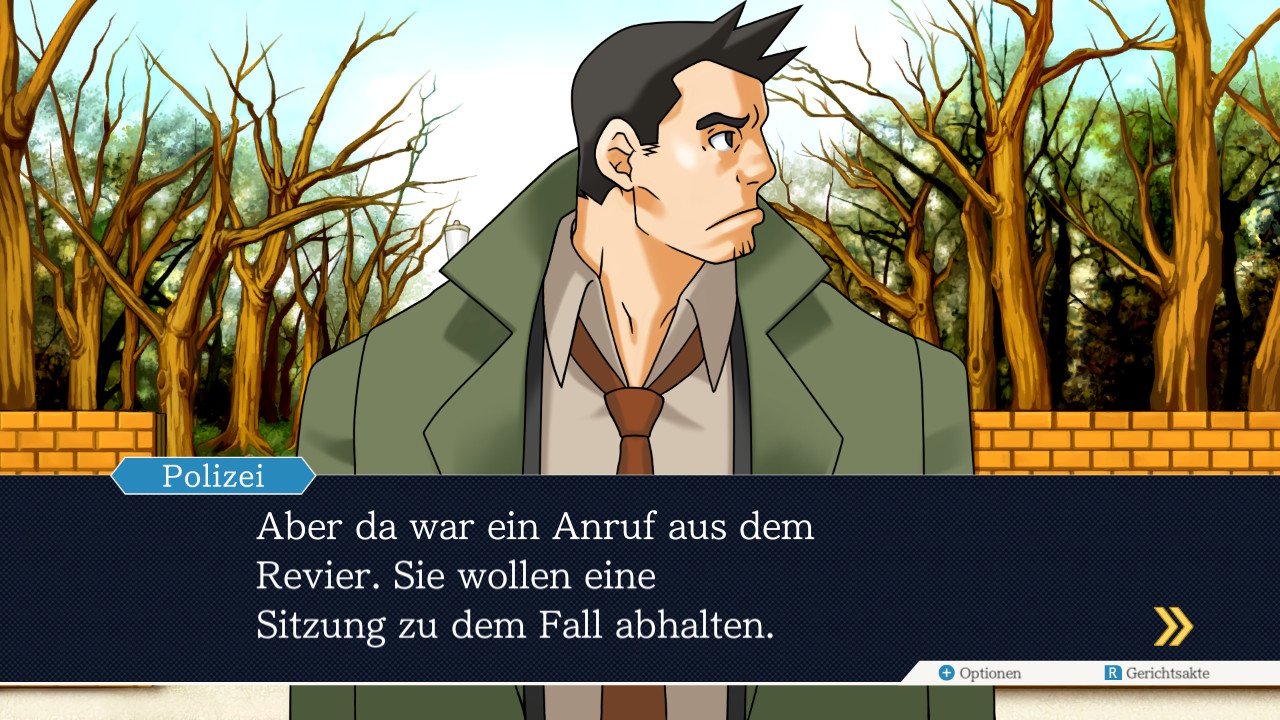 Polizei
Aber da war ein Anruf aus dem
Revier. Sie wollen eine
Sitzung zu dem Fall abhalten.
+ Optionen
R Gerichtsakte